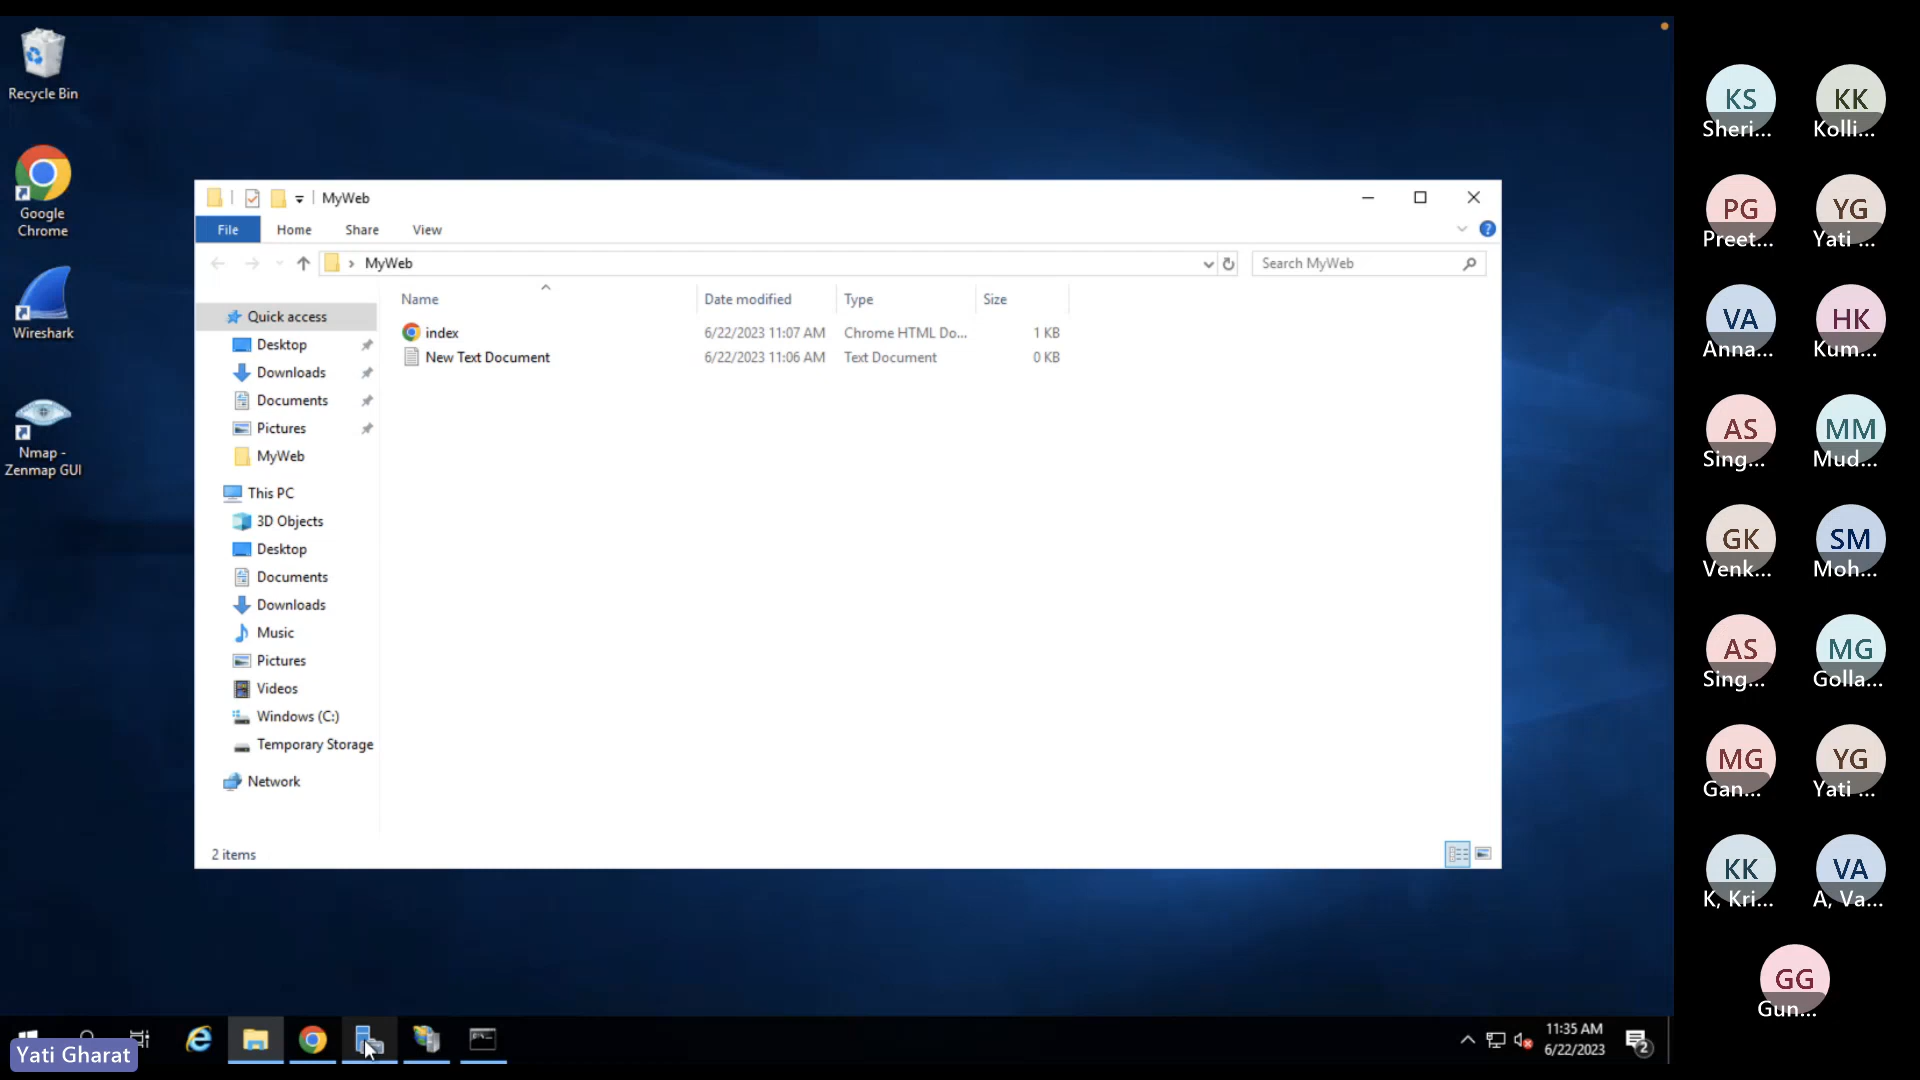 Recycle Bin
Google
Chrome
Wireshark
Nmap -
Zenmap GUI
MyWeb
File Home Share View
MyWeb
Search MyWeb
Name Date modified Type Size
index 6/22/2023 11:07 AM Chrome HTML Do... 1 KB
New Text Document 6/22/2023 11:06 AM Text Document 0 KB
Quick access
Desktop
Downloads
Documents
Pictures
MyWeb
This PC
3D Objects
Desktop
Documents
Downloads
Music
Pictures
Videos
Windows (C:)
Temporary Storage
Network
2 items
KS KK
Sheri... Kolli...
PG YG
Preet... Yati ...
VA HK
Anna... Kum...
AS MM
Sing... Mud...
GK SM
Venk... Moh...
AS MG
Sing... Golla...
MG YG
Gan... Yati ...
KK VA
K, Kri... A, Va...
GG
Gun...
Yati Gharat
11:35 AM
6/22/2023
2